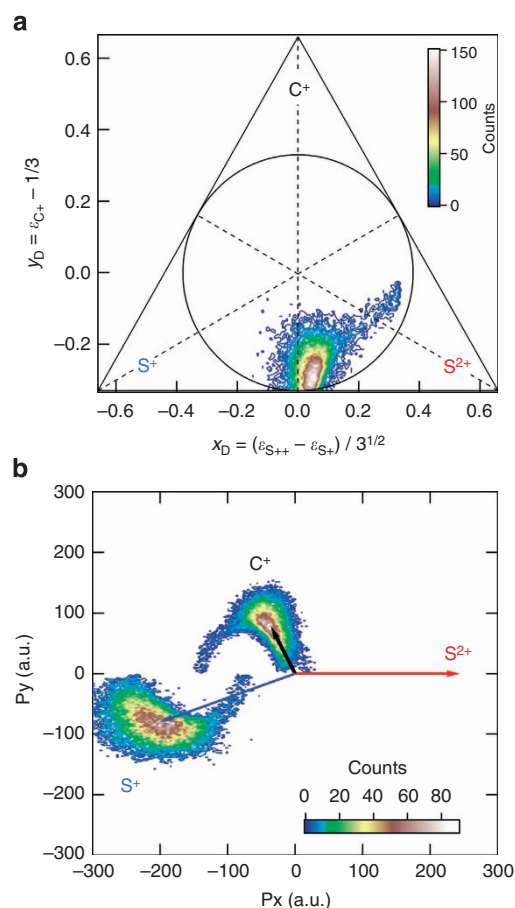 a
0.6
0.4
0.2
0.0
−0.2
y_D = ε_C+ − 1/3
C⁺
150
100
50
0
Counts
S⁺
S²⁺
−0.6 −0.4 −0.2 0.0 0.2 0.4 0.6
x_D = (ε_S++ − ε_S+) / 3^1/2
b
300
200
100
0
−100
−200
−300
Py (a.u.)
C⁺
S²⁺
S⁺
Counts
0 20 40 60 80
−300 −200 −100 0 100 200 300
Px (a.u.)